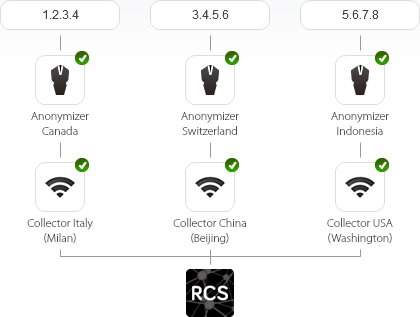 1.2.3.4
3.4.5.6
5.6.7.8
Anonymizer
Canada
Anonymizer
Switzerland
Anonymizer
Indonesia
Collector Italy
(Milan)
Collector China
(Beijing)
Collector USA
(Washington)
RCS